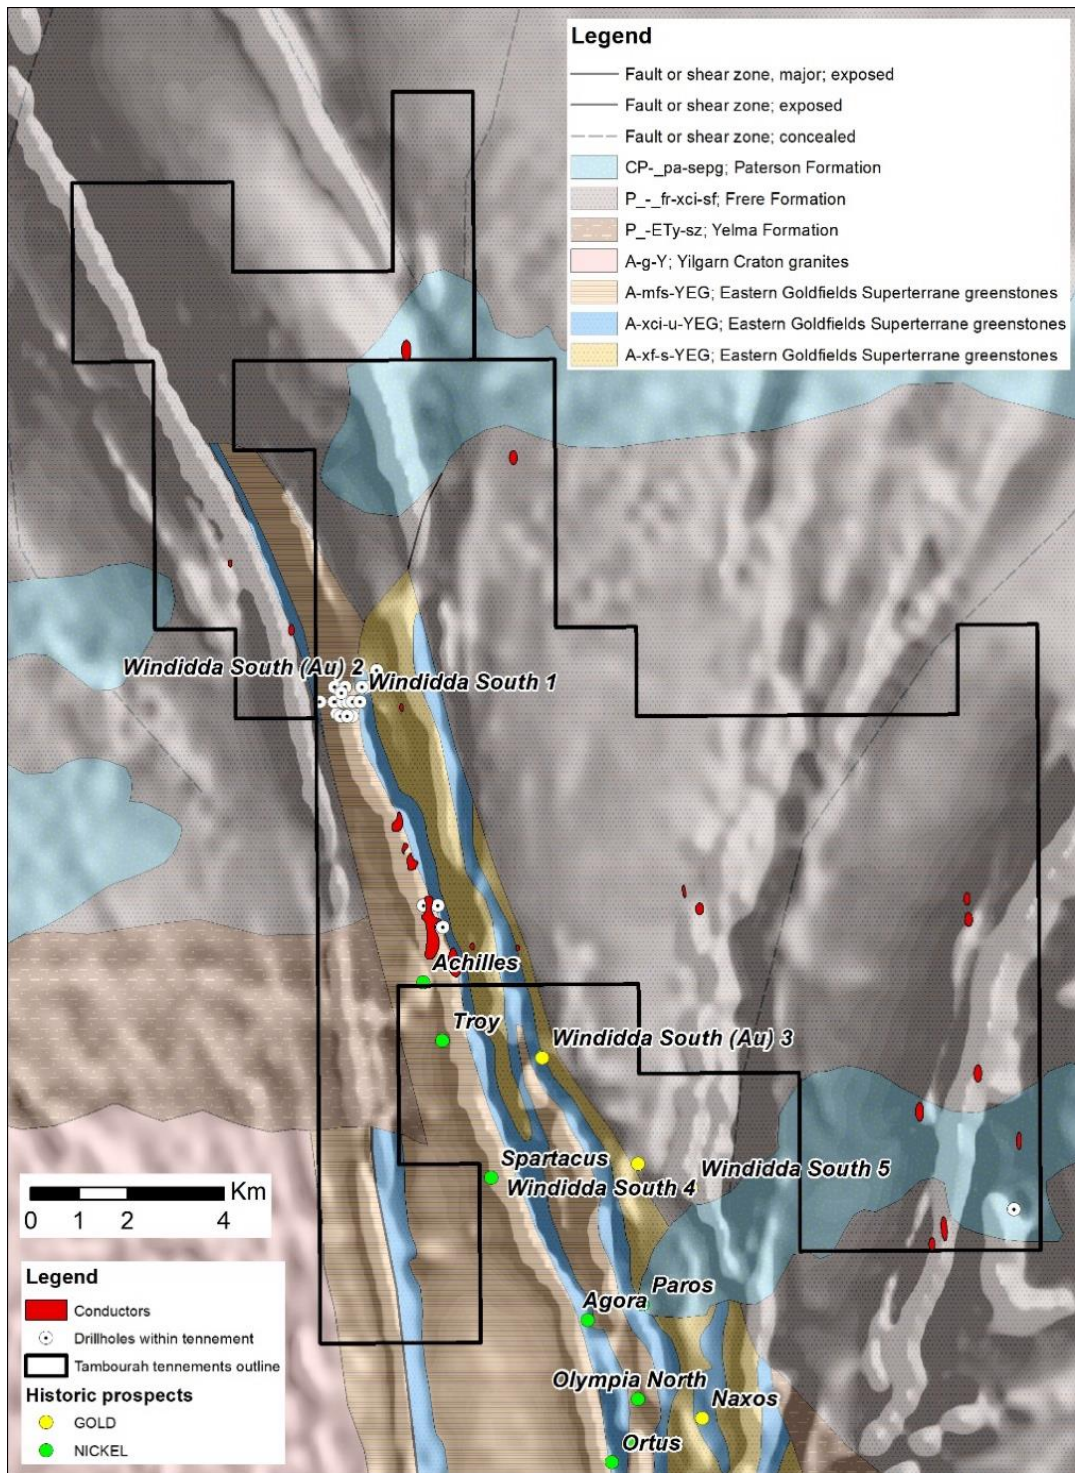 Legend
Fault or shear zone, major; exposed
Fault or shear zone; exposed
Fault or shear zone; concealed
CP-_pa-sepg; Paterson Formation
P_-_fr-xci-sf; Frere Formation
P_-ETy-sz; Yelma Formation
A-g-Y; Yilgarn Craton granites
A-mfs-YEG; Eastern Goldfields Superterrane greenstones
A-xci-u-YEG; Eastern Goldfields Superterrane greenstones
A-xf-s-YEG; Eastern Goldfields Superterrane greenstones
Windidda South (Au) 2
Windidda South 1
Achilles
Troy
Windidda South (Au) 3
Spartacus
Windidda South 4
Windidda South 5
Paros
Agora
Olympia North
Naxos
Ortus
Km
0 1 2 4
Legend
Conductors
Drillholes within tennement
Tambourah tennements outline
Historic prospects
GOLD
NICKEL